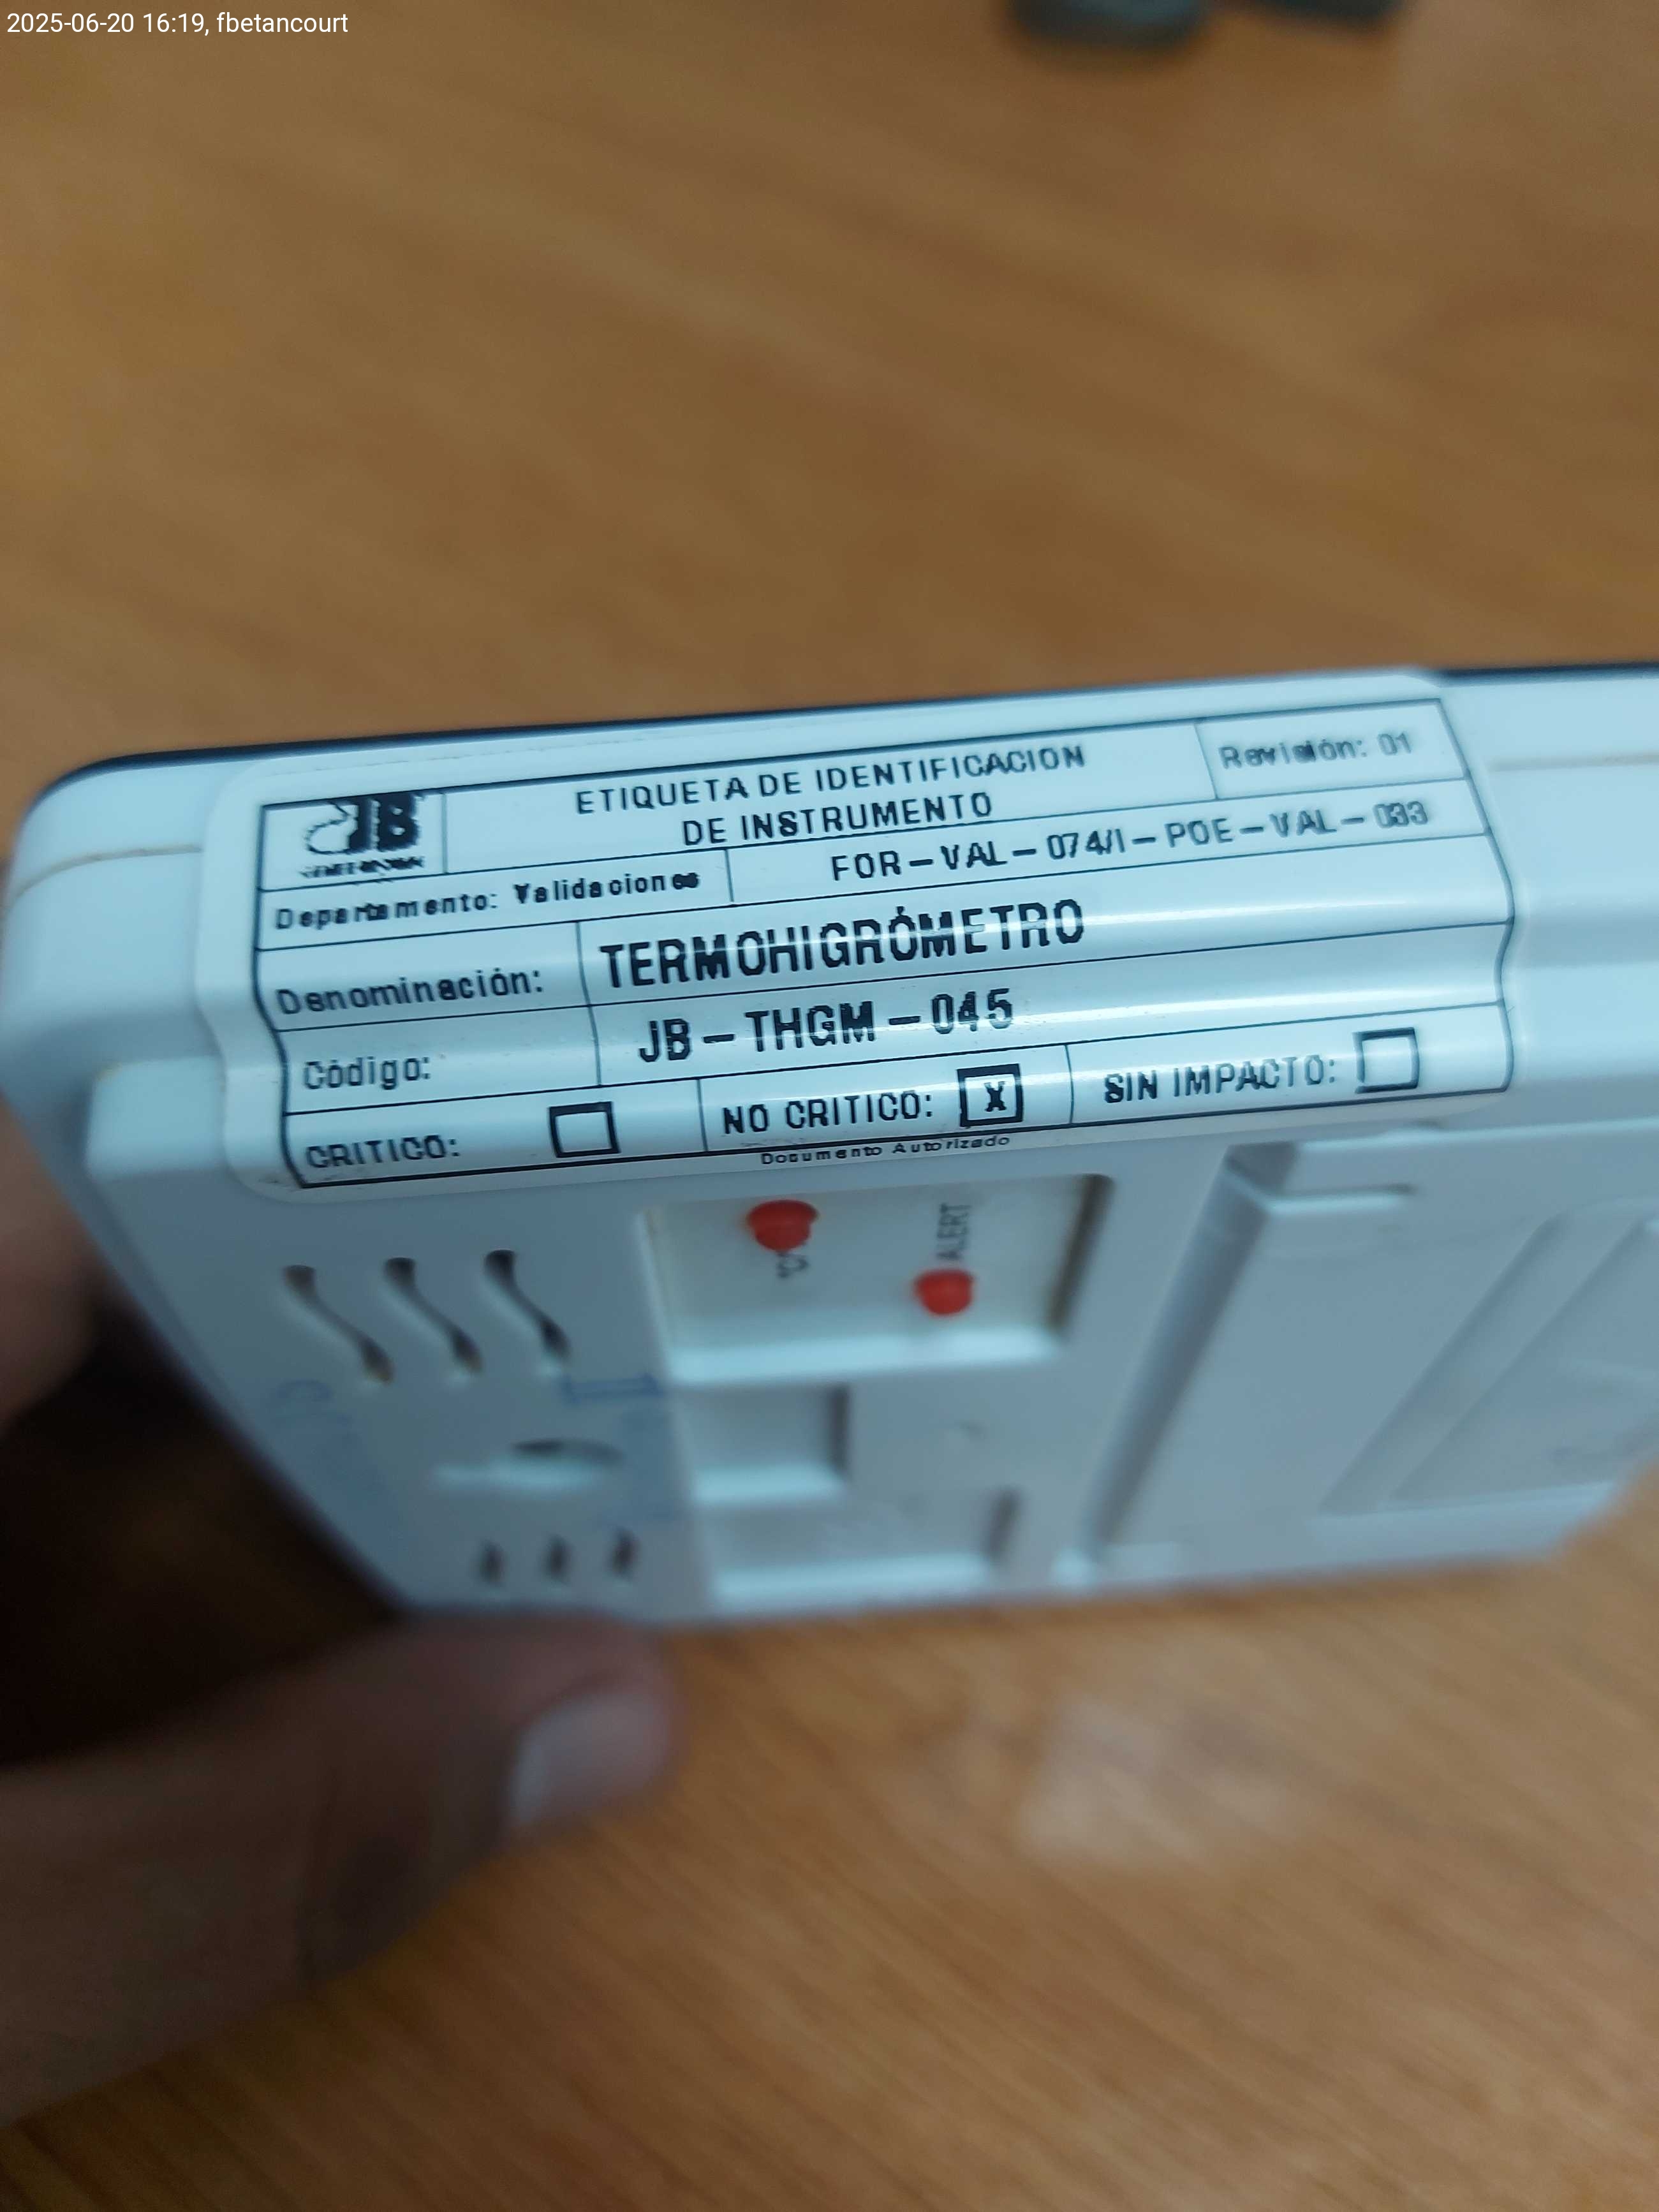 2025-06-20 16:19, fbetancourt
JB
ETIQUETA DE IDENTIFICACION
DE INSTRUMENTO
Revisión: 01
Departamento: Validaciones
FOR-VAL-074/I-POE-VAL-033
Denominación: TERMOHIGRÓMETRO
Código: JB-THGM-045
CRITICO:
NO CRITICO: X
SIN IMPACTO:
Documento Autorizado
ALERT